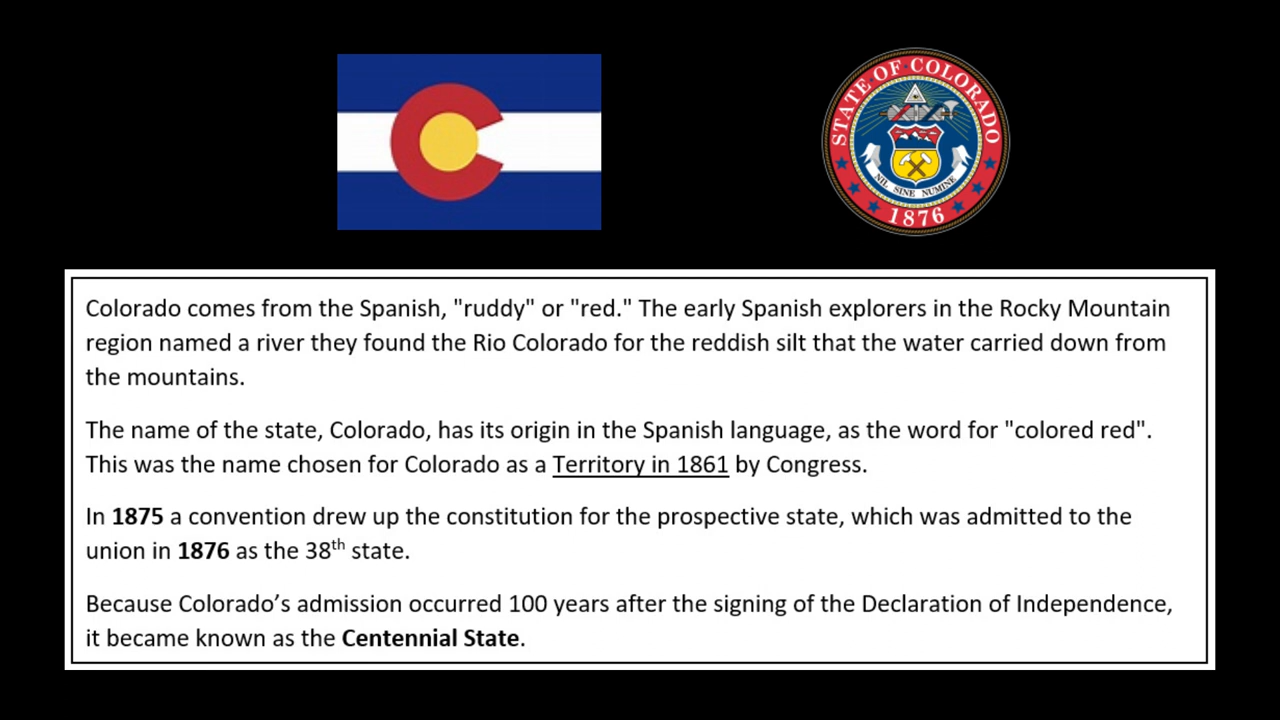 STATE OF COLORADO
NIL SINE NUMINE
1876
Colorado comes from the Spanish, "ruddy" or "red." The early Spanish explorers in the Rocky Mountain
region named a river they found the Rio Colorado for the reddish silt that the water carried down from
the mountains.
The name of the state, Colorado, has its origin in the Spanish language, as the word for "colored red".
This was the name chosen for Colorado as a Territory in 1861 by Congress.
In 1875 a convention drew up the constitution for the prospective state, which was admitted to the
union in 1876 as the 38th state.
Because Colorado’s admission occurred 100 years after the signing of the Declaration of Independence,
it became known as the Centennial State.